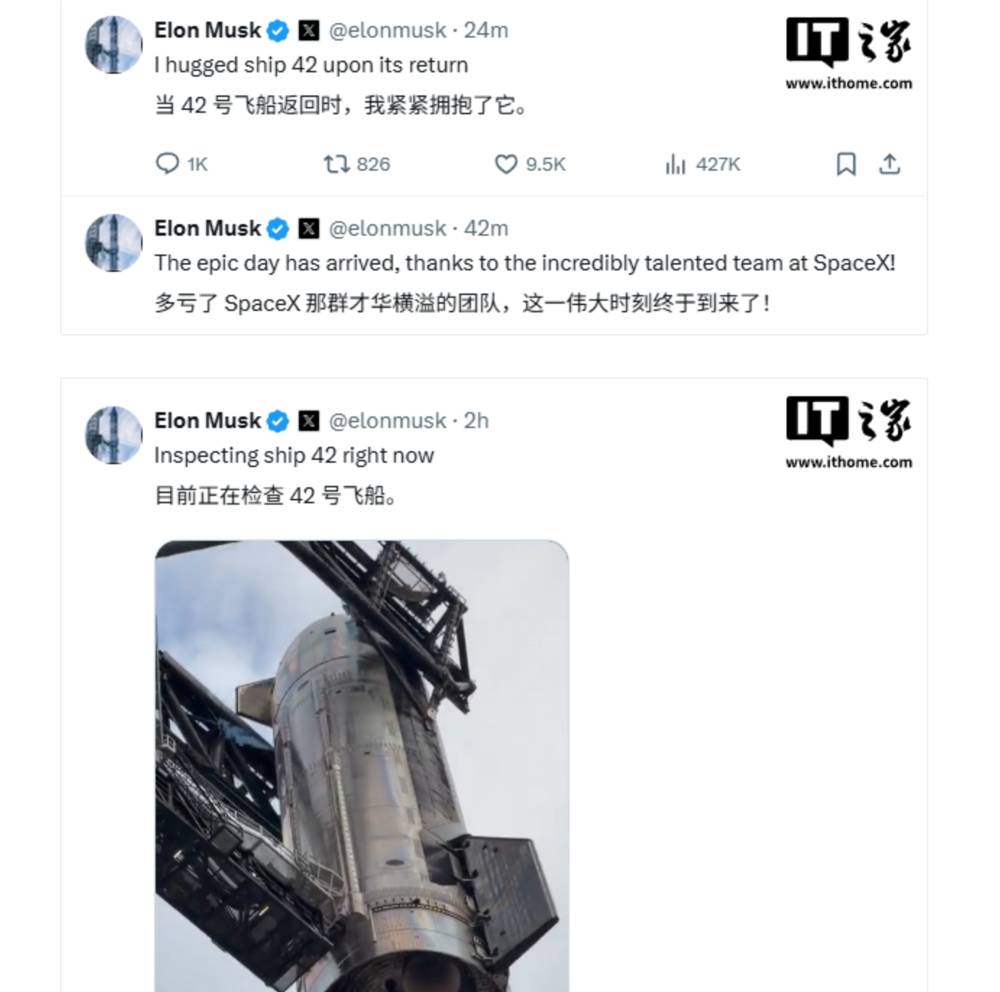 Elon Musk @elonmusk · 24m
IT之家
www.ithome.com
I hugged ship 42 upon its return
当 42 号飞船返回时，我紧紧拥抱了它。
1K 826 9.5K 427K
Elon Musk @elonmusk · 42m
The epic day has arrived, thanks to the incredibly talented team at SpaceX!
多亏了 SpaceX 那群才华横溢的团队，这一伟大时刻终于到来了！
Elon Musk @elonmusk · 2h
IT之家
www.ithome.com
Inspecting ship 42 right now
目前正在检查 42 号飞船。